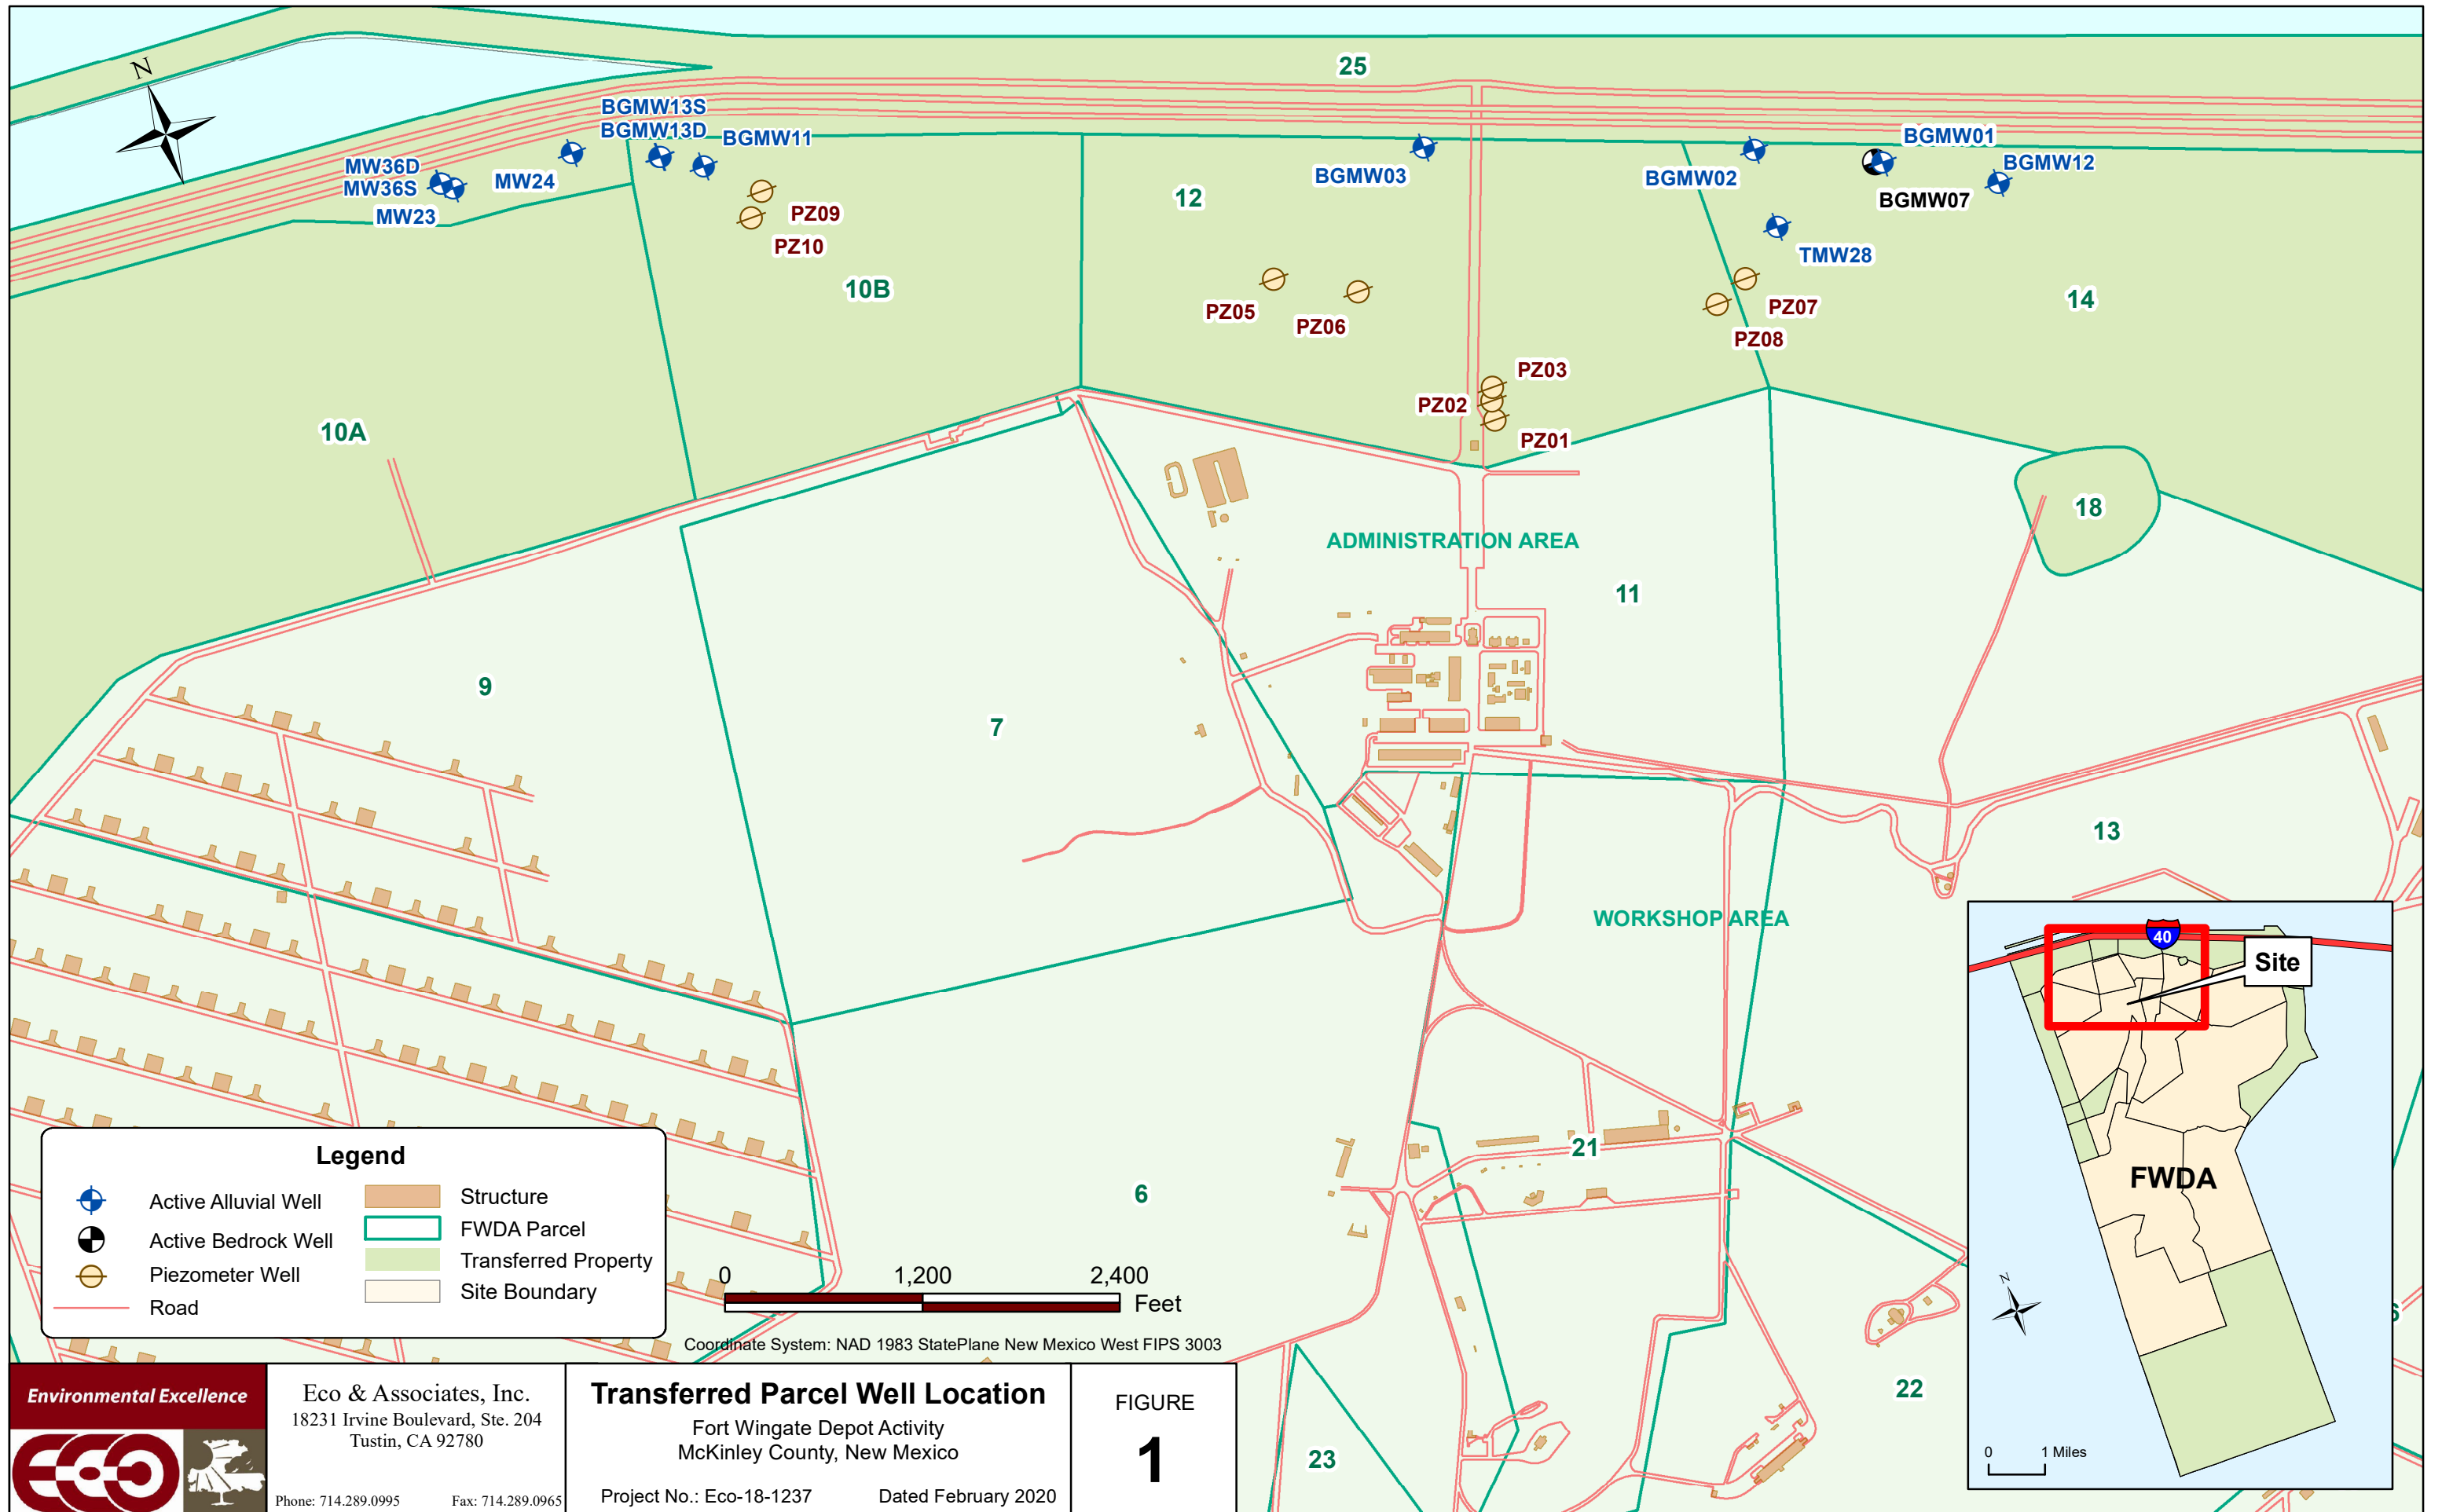 25
N
BGMW13S
BGMW13D
BGMW11
BGMW01
MW36D
MW36S
MW24
MW23
BGMW03
BGMW02
BGMW12
BGMW07
12
PZ09
PZ10
TMW28
10B
14
PZ05
PZ06
PZ07
PZ08
PZ03
PZ02
PZ01
10A
18
ADMINISTRATION AREA
11
9
7
13
WORKSHOP AREA
40
Site
FWDA
N
0 1 Miles
21
6
22
23
6
Legend
Active Alluvial Well
Active Bedrock Well
Piezometer Well
Road
Structure
FWDA Parcel
Transferred Property
Site Boundary
0 1,200 2,400
Feet
Coordinate System: NAD 1983 StatePlane New Mexico West FIPS 3003
Environmental Excellence
eco
Eco & Associates, Inc.
18231 Irvine Boulevard, Ste. 204
Tustin, CA 92780
Phone: 714.289.0995 Fax: 714.289.0965
Transferred Parcel Well Location
Fort Wingate Depot Activity
McKinley County, New Mexico
Project No.: Eco-18-1237 Dated February 2020
FIGURE
1